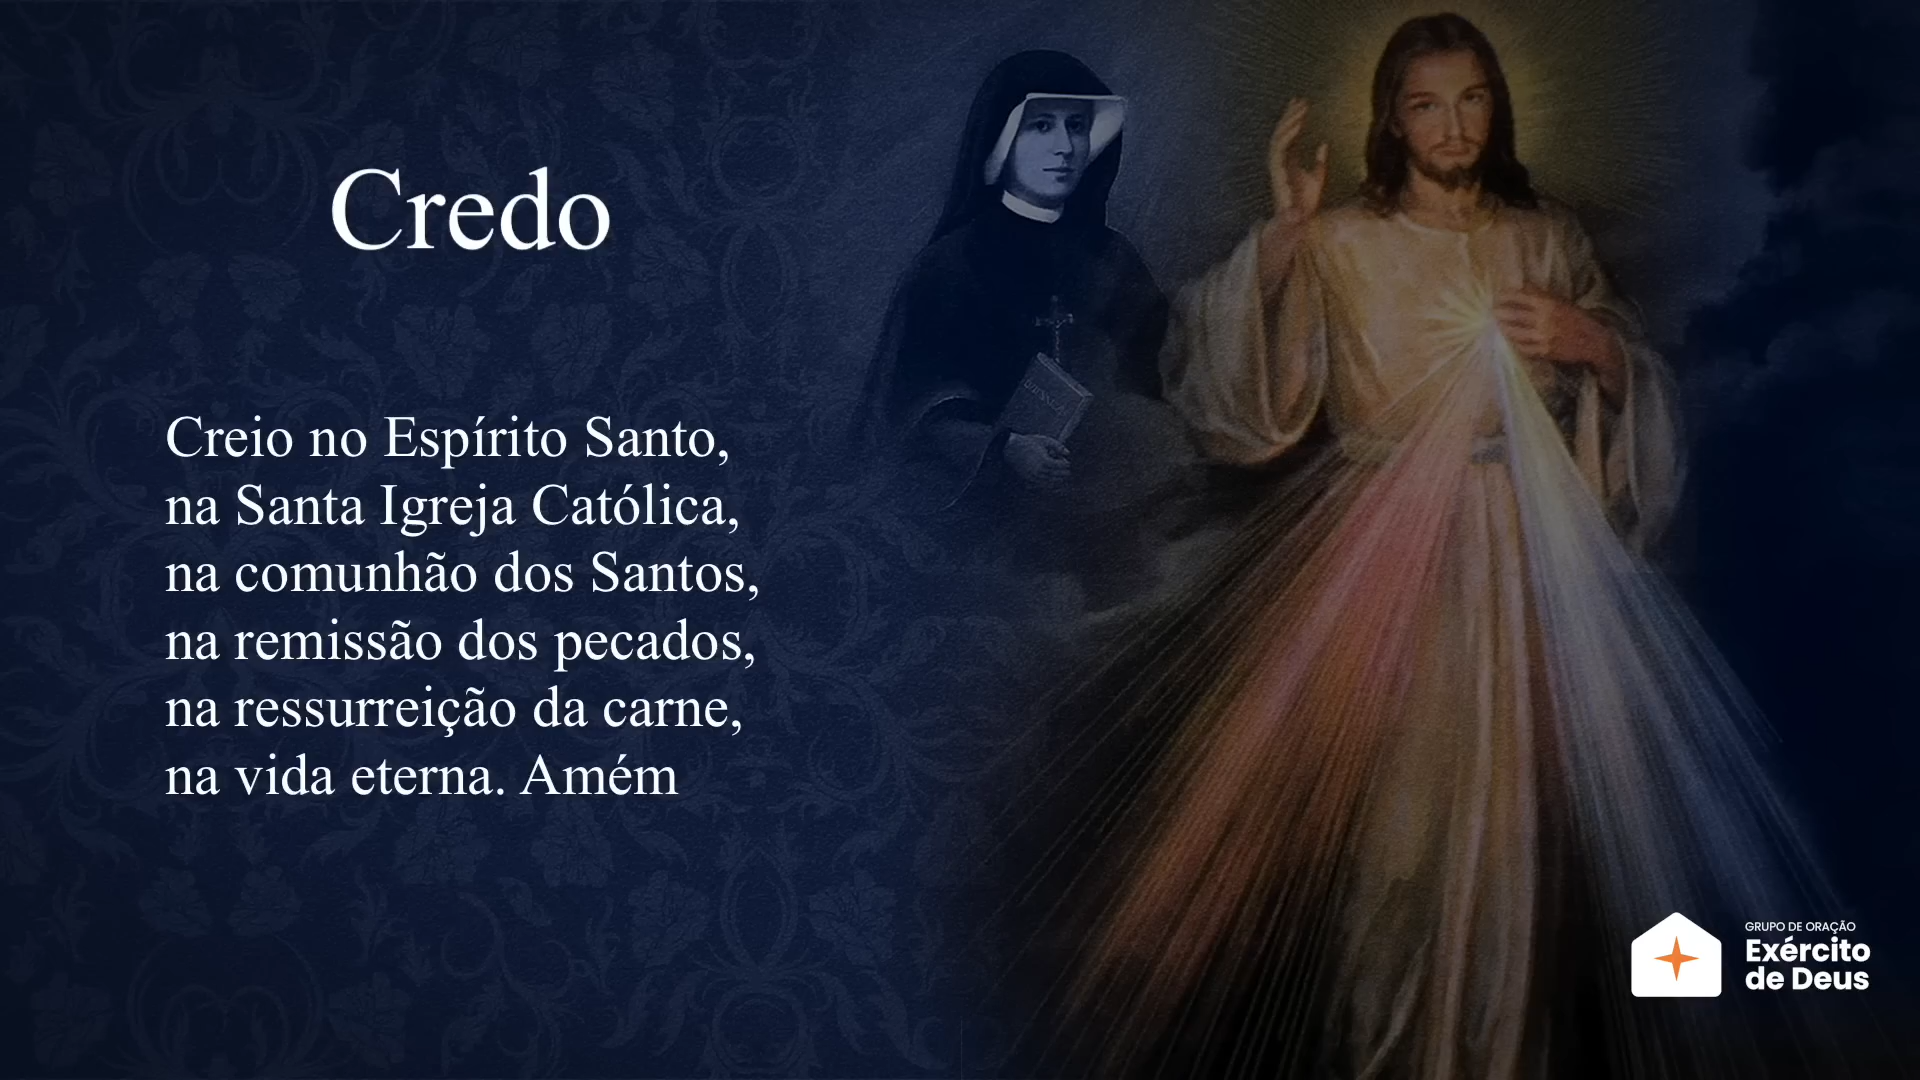 Credo
Creio no Espírito Santo,
na Santa Igreja Católica,
na comunhão dos Santos,
na remissão dos pecados,
na ressurreição da carne,
na vida eterna. Amém
GRUPO DE ORAÇÃO
Exército
de Deus